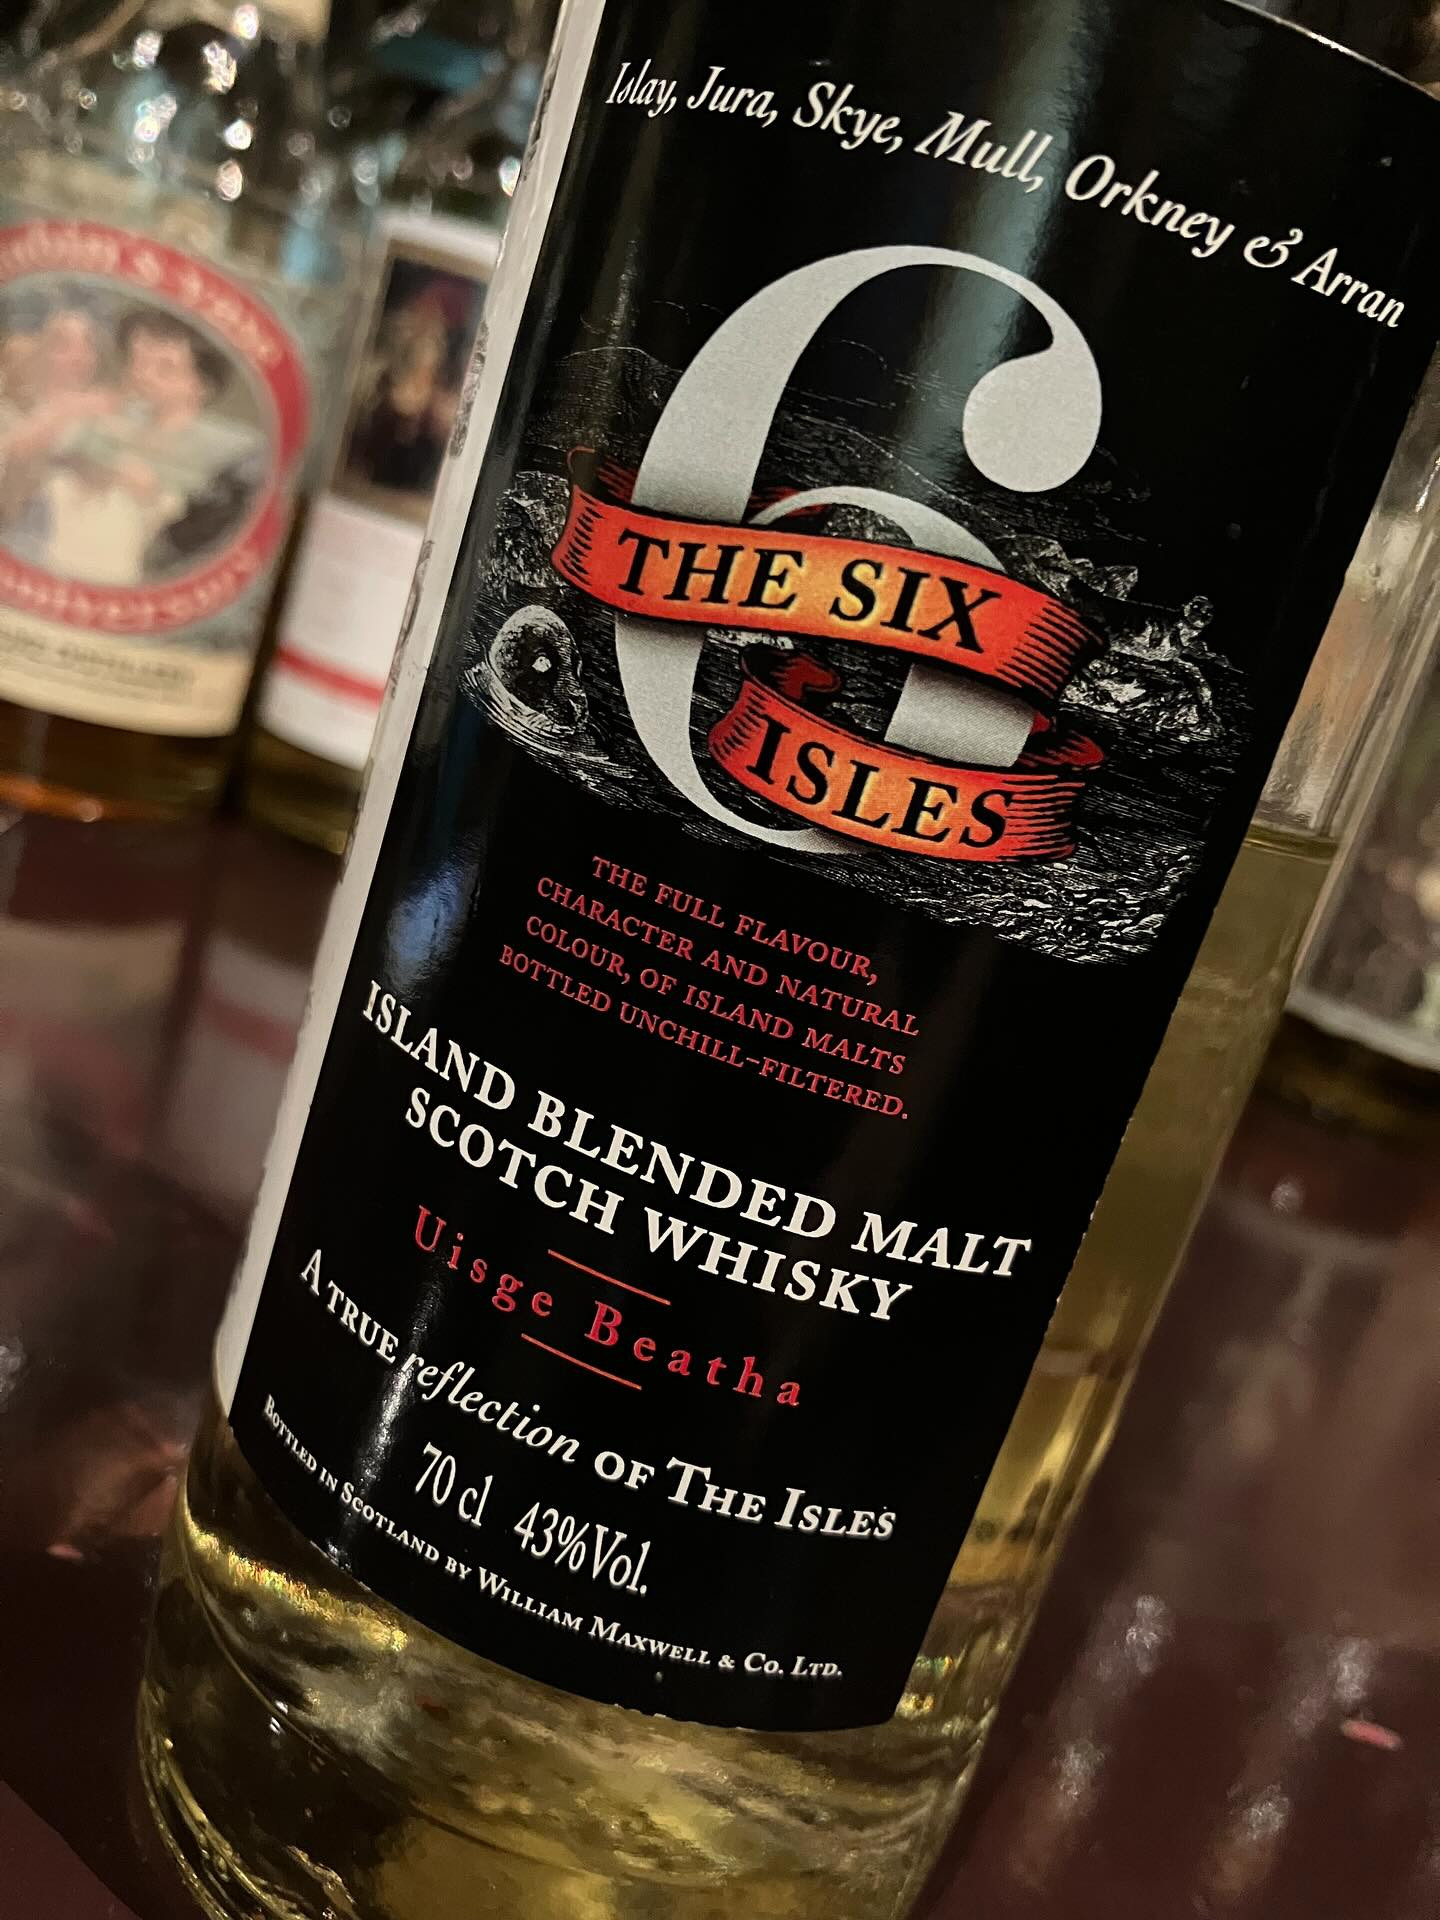 Islay, Jura, Skye, Mull, Orkney & Arran
6
THE SIX
ISLES
THE FULL FLAVOUR,
CHARACTER AND NATURAL
COLOUR, OF ISLAND MALTS
BOTTLED UNCHILL-FILTERED.
ISLAND BLENDED MALT
SCOTCH WHISKY
Uisge Beatha
A TRUE reflection OF THE ISLES
70 cl 43%Vol.
BOTTLED IN SCOTLAND BY WILLIAM MAXWELL & CO. LTD.